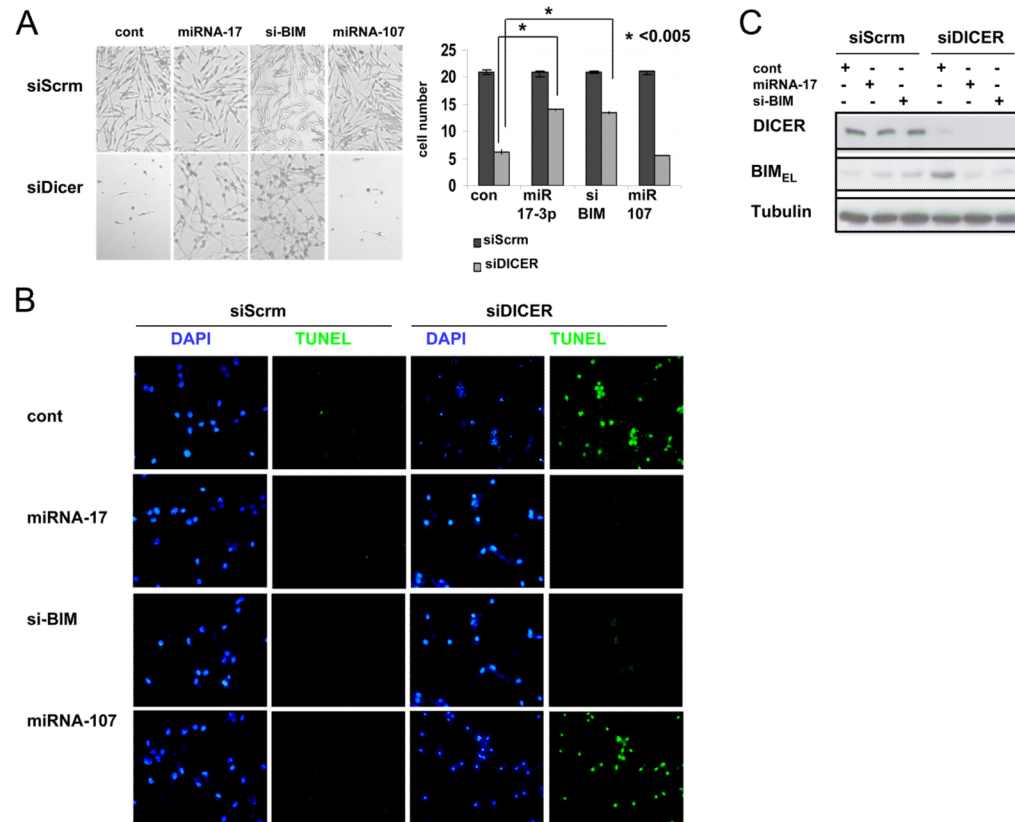 A
cont miRNA-17 si-BIM miRNA-107
siScrm
siDicer
* *
* <0.005
cell number
25
20
15
10
5
0
con miR 17-3p si BIM miR 107
siScrm
siDICER
C
siScrm siDICER
cont + - - + - -
miRNA-17 - + - - + -
si-BIM - - + - - +
DICER
BIMEL
Tubulin
B
siScrm siDICER
DAPI TUNEL DAPI TUNEL
cont
miRNA-17
si-BIM
miRNA-107